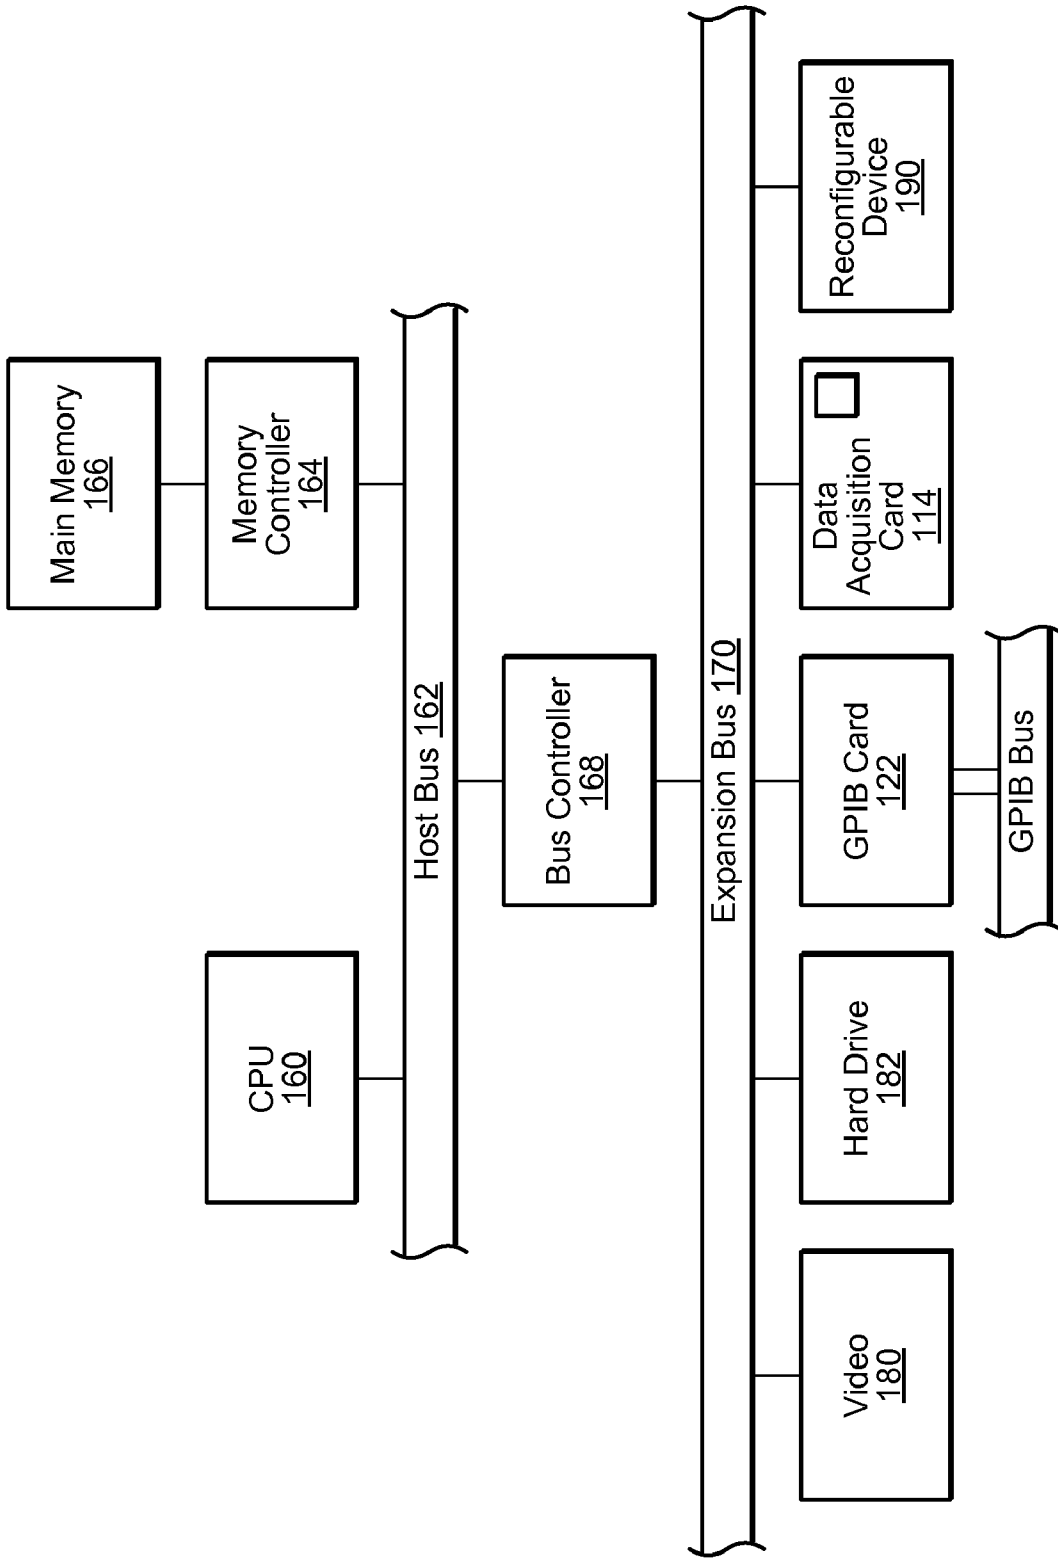 CPU
160
Main Memory
166
Memory
Controller
164
Host Bus 162
Bus Controller
168
Expansion Bus 170
Video
180
Hard Drive
182
GPIB Card
122
Data
Acquisition
Card
114
Reconfigurable
Device
190
GPIB Bus